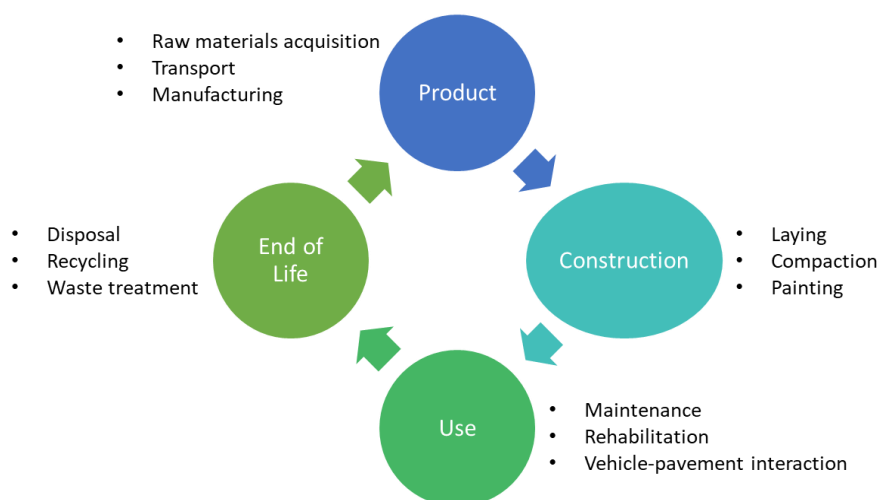 • Raw materials acquisition
• Transport
• Manufacturing
Product
• Disposal
• Recycling
• Waste treatment
End of
Life
Construction
• Laying
• Compaction
• Painting
Use
• Maintenance
• Rehabilitation
• Vehicle-pavement interaction